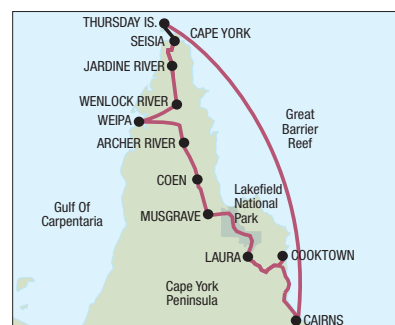 THURSDAY IS.
CAPE YORK
SEISIA
JARDINE RIVER
WENLOCK RIVER
WEIPA
Great
Barrier
Reef
ARCHER RIVER
COEN
Lakefield
National
Park
Gulf Of
Carpentaria
MUSGRAVE
LAURA
COOKTOWN
Cape York
Peninsula
CAIRNS